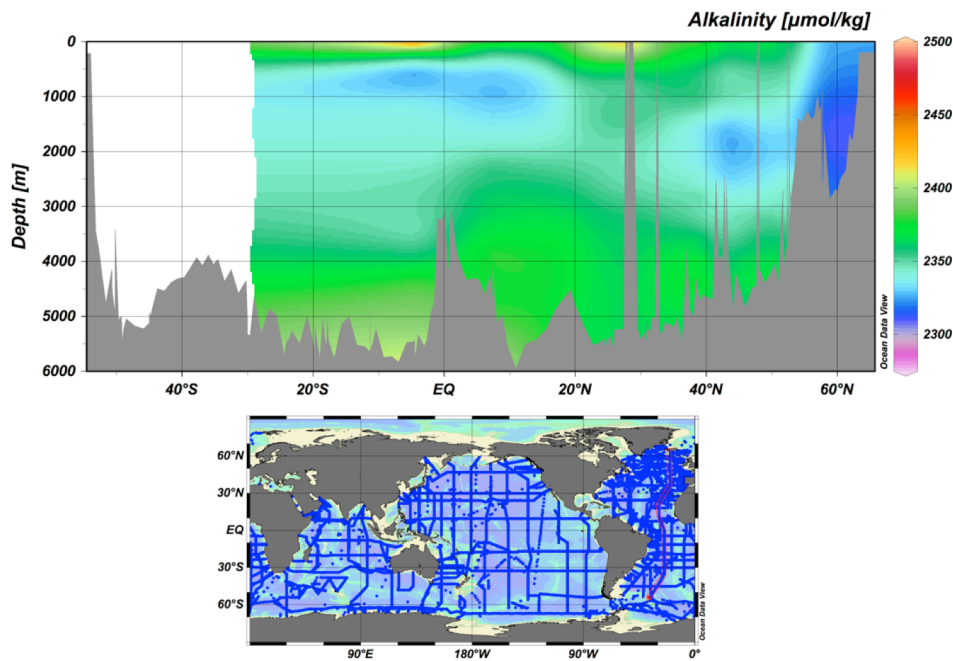 Alkalinity [µmol/kg]
0
1000
2000
3000
4000
5000
6000
Depth [m]
40°S
20°S
EQ
20°N
40°N
60°N
Ocean Data View
2500
2450
2400
2350
2300
60°N
30°N
EQ
30°S
60°S
90°E
180°W
90°W
0°
Ocean Data View